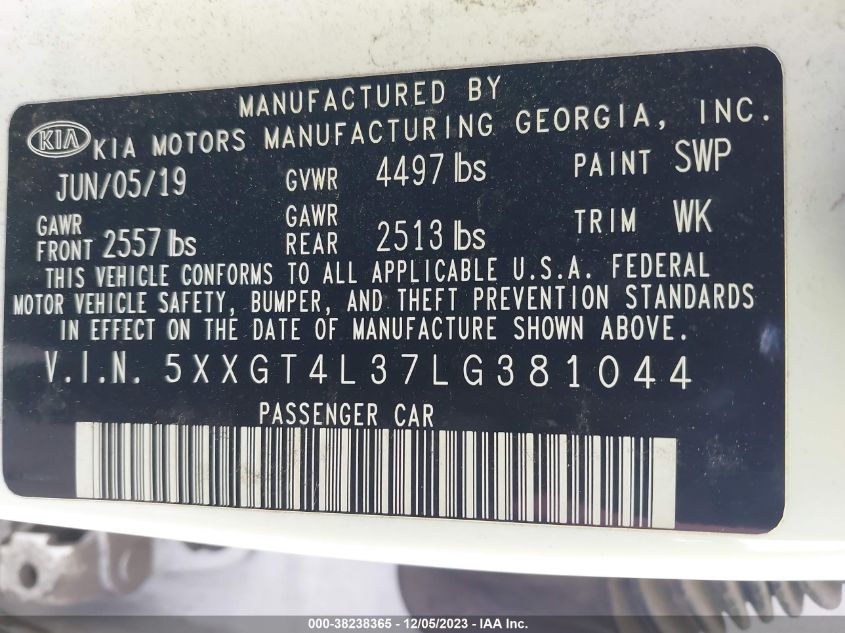 MANUFACTURED BY
KIA KIA MOTORS MANUFACTURING GEORGIA, INC.
JUN/05/19 GVWR 4497 lbs PAINT SWP
GAWR FRONT 2557 lbs GAWR REAR 2513 lbs TRIM WK
THIS VEHICLE CONFORMS TO ALL APPLICABLE U.S.A. FEDERAL
MOTOR VEHICLE SAFETY, BUMPER, AND THEFT PREVENTION STANDARDS
IN EFFECT ON THE DATE OF MANUFACTURE SHOWN ABOVE.
V.I.N. 5XXGT4L37LG381044
PASSENGER CAR
000-38238365 - 12/05/2023 - IAA Inc.